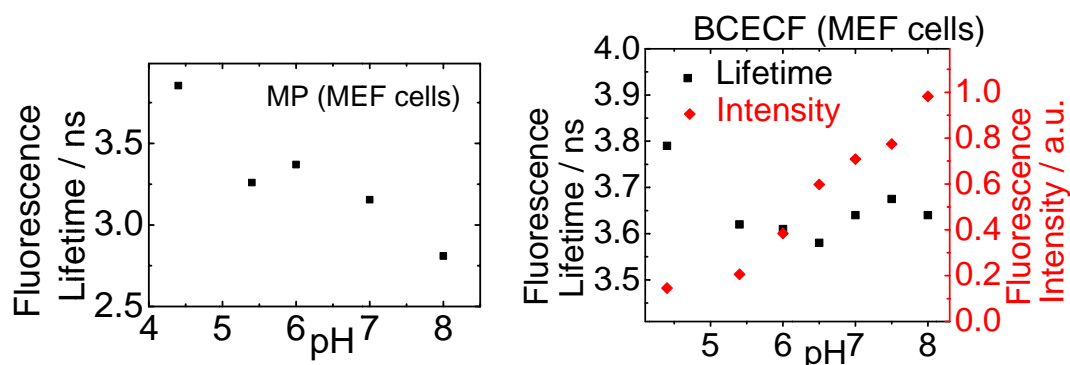 MP (MEF cells)
Fluorescence
Lifetime / ns
3.5
3.0
2.5
4 5 6 7 8
pH
BCECF (MEF cells)
Lifetime
Intensity
Fluorescence
Lifetime / ns
4.0
3.9
3.8
3.7
3.6
3.5
5 6 7 8
pH
1.0
0.8
0.6
0.4
0.2
0.0
Fluorescence
Intensity / a.u.